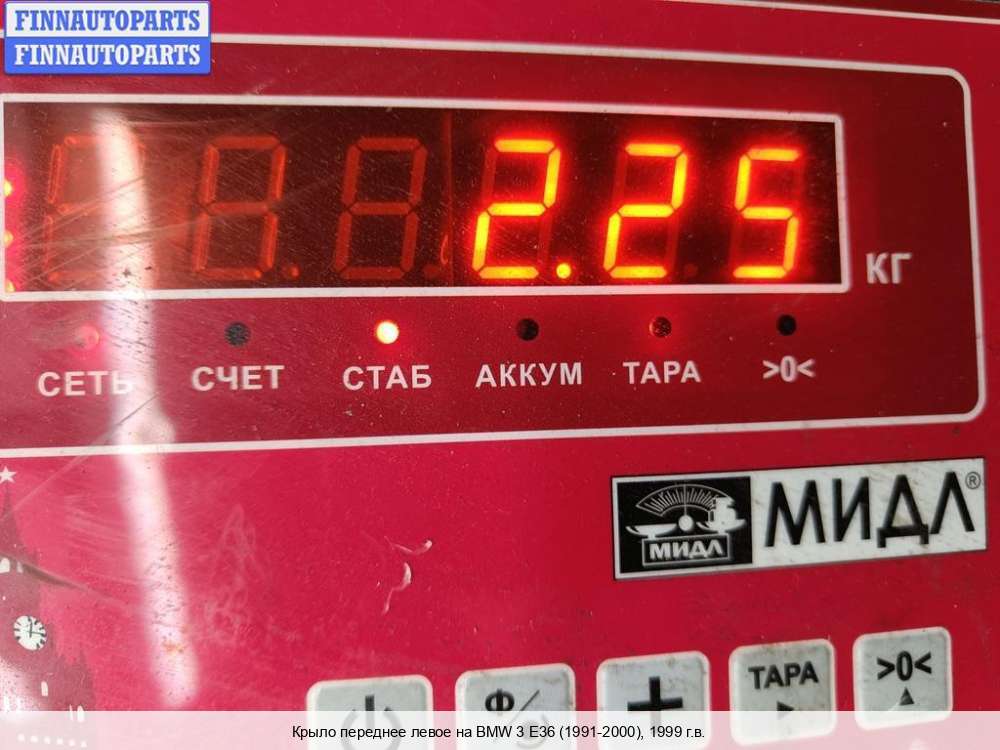 FINNAUTOPARTS
FINNAUTOPARTS
2.25
КГ
СЕТЬ СЧЕТ СТАБ АККУМ ТАРА >0<
МИДЛ МИДЛ®
ТАРА >0<
Ф/
+
Крыло переднее левое на BMW 3 E36 (1991-2000), 1999 г.в.